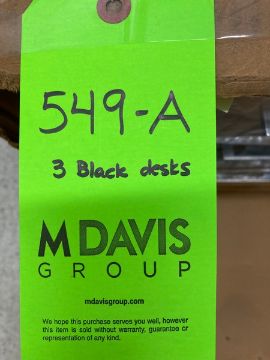 549-A
3 Black desks
M DAVIS
GROUP
mdavisgroup.com
We hope this purchase serves you well, however
this item is sold without warranty, guarantee or
representation of any kind.